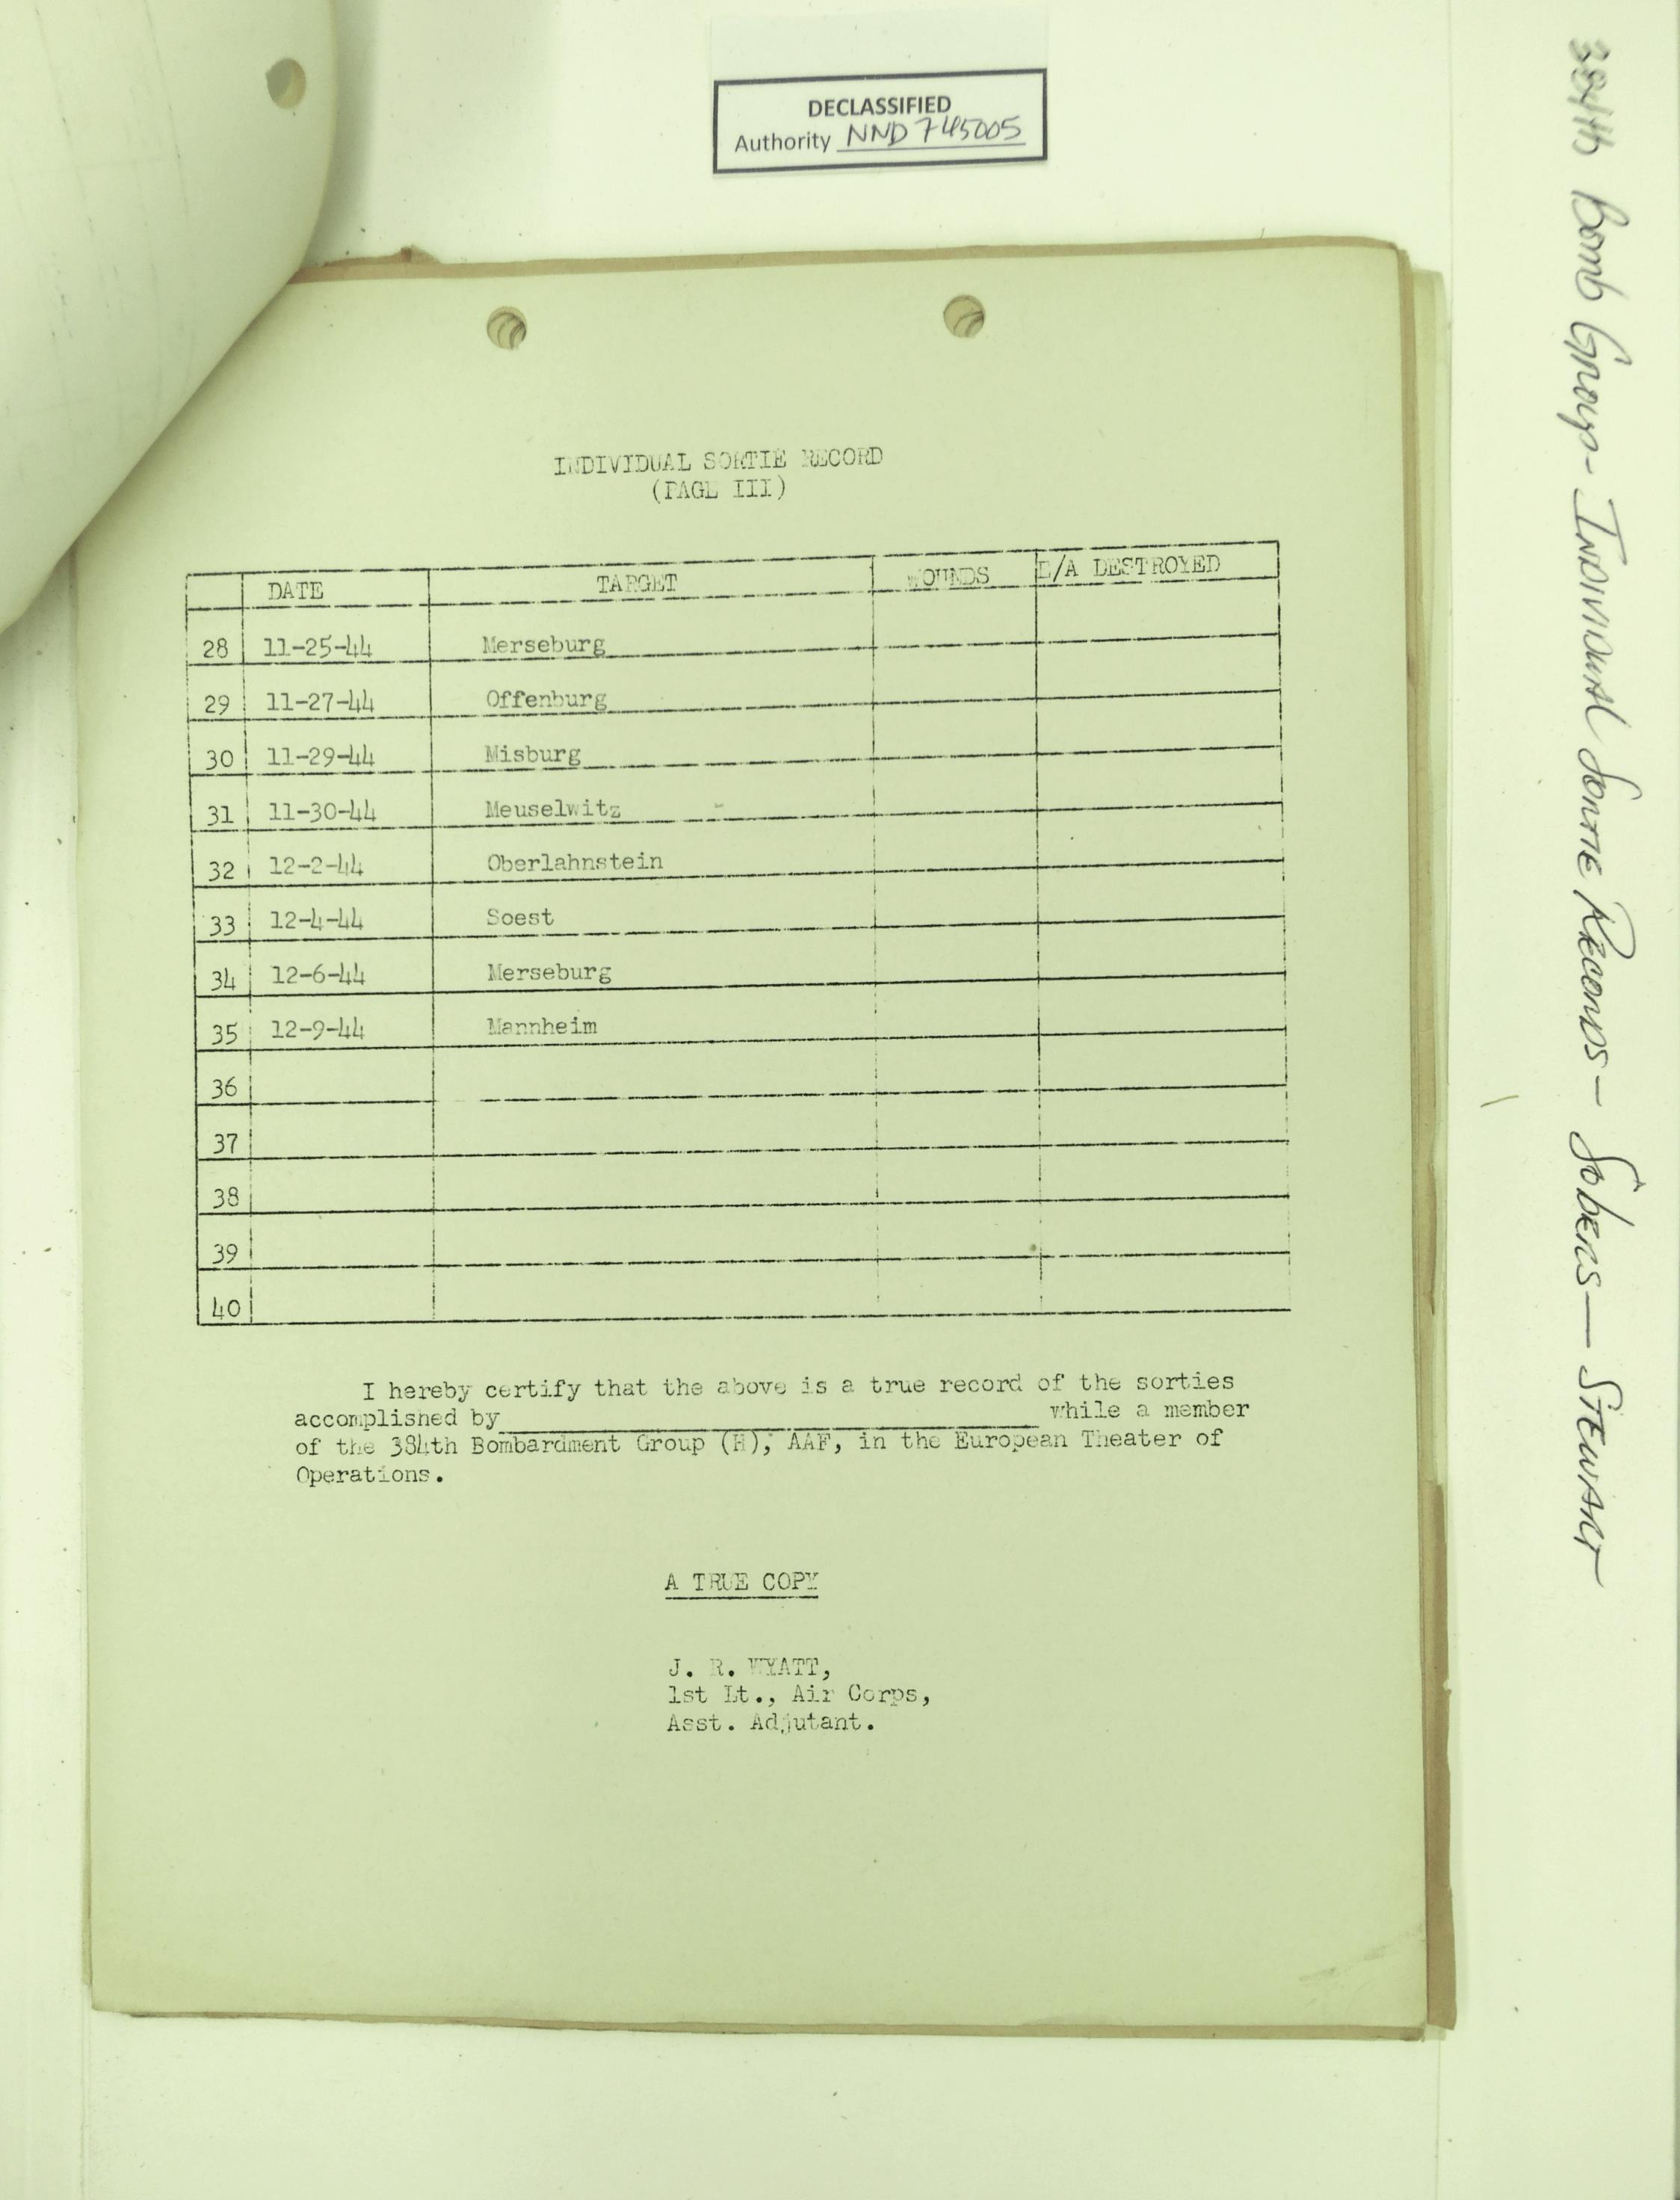 DECLASSIFIED
Authority NND 745005
384th Bomb Group - Individual Sortie Records - Sobers - Stewart
INDIVIDUAL SORTIE RECORD
(PAGE III)
DATE TARGET WOUNDS E/A DESTROYED
28 11-25-44 Merseburg
29 11-27-44 Offenburg
30 11-29-44 Misburg
31 11-30-44 Meuselwitz
32 12-2-44 Oberlahnstein
33 12-4-44 Soest
34 12-6-44 Merseburg
35 12-9-44 Mannheim
36
37
38
39
40
I hereby certify that the above is a true record of the sorties
accomplished by while a member
of the 384th Bombardment Group (H), AAF, in the European Theater of
Operations.
A TRUE COPY
J. R. WYATT,
1st Lt., Air Corps,
Asst. Adjutant.